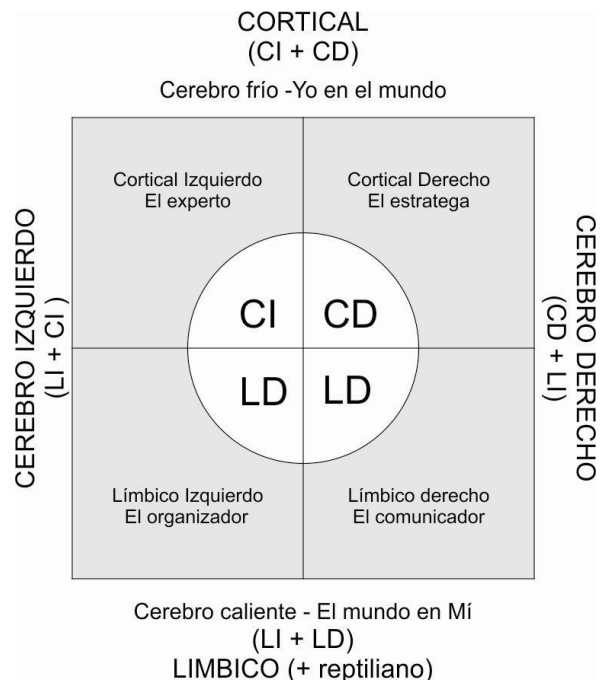 CORTICAL
(CI + CD)
Cerebro frío -Yo en el mundo
Cortical Izquierdo
El experto
Cortical Derecho
El estratega
CEREBRO IZQUIERDO
(LI + CI )
CI
CD
LD
LD
CEREBRO DERECHO
(CD + LI)
Límbico Izquierdo
El organizador
Límbico derecho
El comunicador
Cerebro caliente - El mundo en Mí
(LI + LD)
LIMBICO (+ reptiliano)